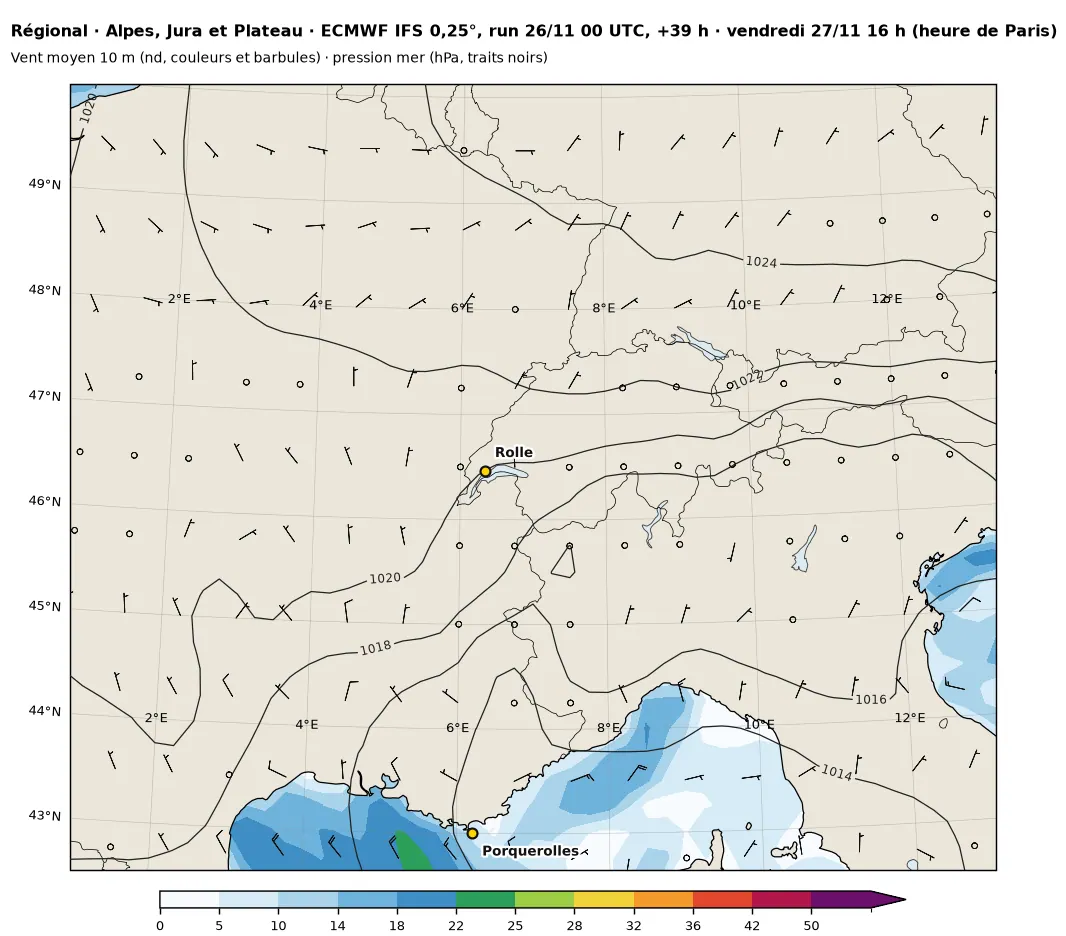 Régional · Alpes, Jura et Plateau · ECMWF IFS 0,25°, run 26/11 00 UTC, +39 h · vendredi 27/11 16 h (heure de Paris)
Vent moyen 10 m (nd, couleurs et barbules) · pression mer (hPa, traits noirs)
1020
49°N
1024
48°N
2°E
4°E
6°E
8°E
10°E
12°E
1022
47°N
Rolle
46°N
1020
45°N
1018
1016
44°N
2°E
4°E
6°E
8°E
10°E
12°E
1014
43°N
Porquerolles
0
5
10
14
18
22
25
28
32
36
42
50